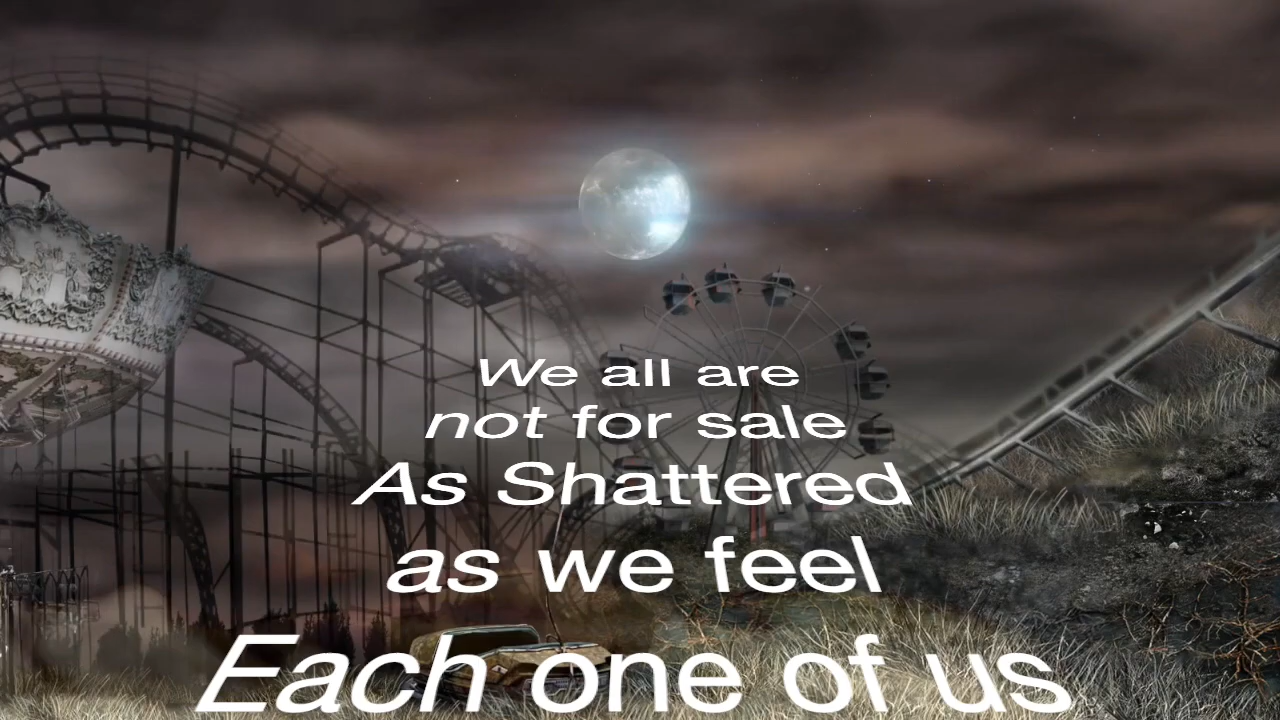 We all are
not for sale
As Shattered
as we feel
Each one of us